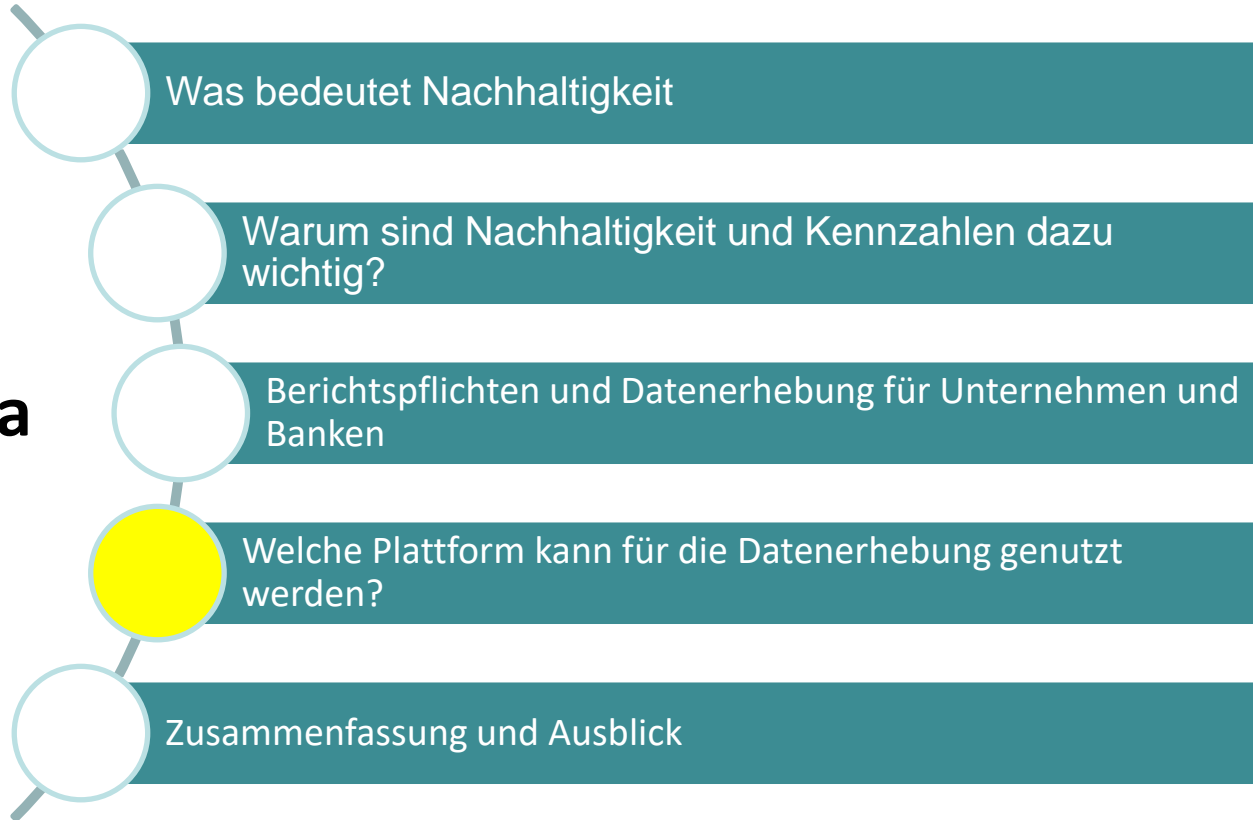 Was bedeutet Nachhaltigkeit
Warum sind Nachhaltigkeit und Kennzahlen dazu
wichtig?
a
Berichtspflichten und Datenerhebung für Unternehmen und
Banken
Welche Plattform kann für die Datenerhebung genutzt
werden?
Zusammenfassung und Ausblick